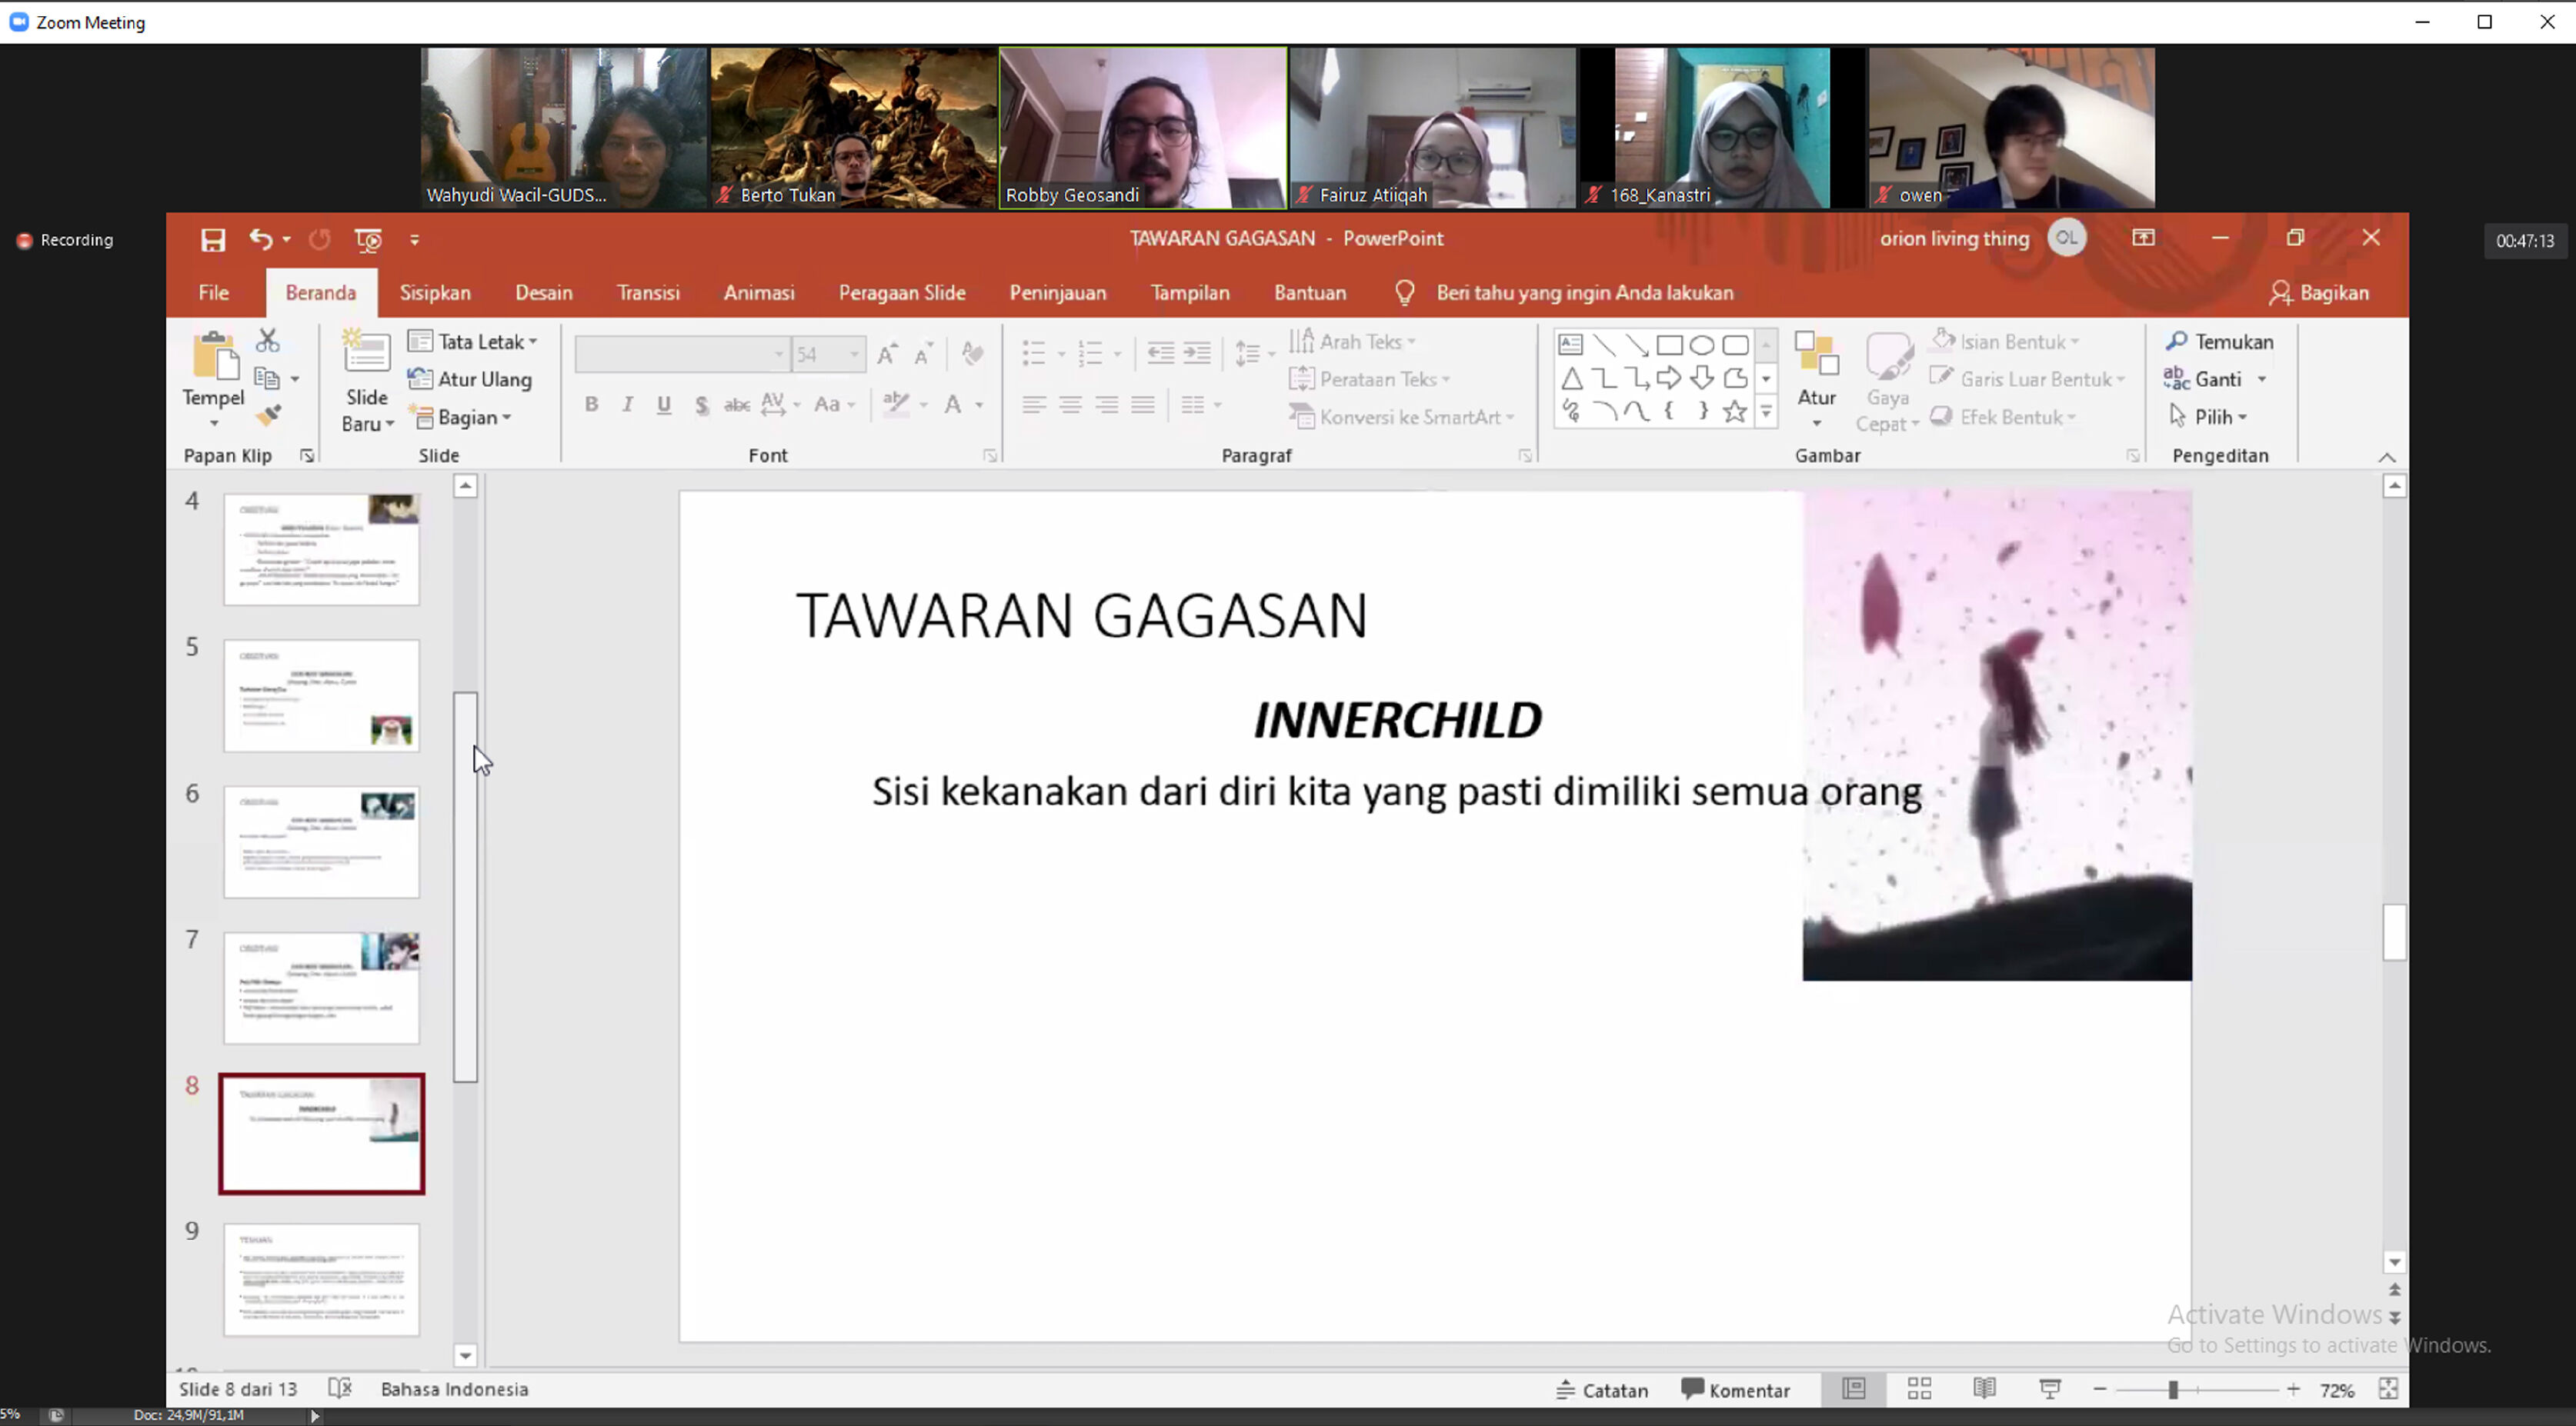 Zoom Meeting
Wahyudi Wacil-GUDS...
Berto Tukan
Robby Geosandi
Fairuz Atiiqah
168_Kanastri
owen
Recording
00:47:13
TAWARAN GAGASAN - PowerPoint
orion living thing
OL
File
Beranda
Sisipkan
Desain
Transisi
Animasi
Peragaan Slide
Peninjauan
Tampilan
Bantuan
Beri tahu yang ingin Anda lakukan
Bagikan
Tempel
Papan Klip
Slide Baru
Tata Letak
Atur Ulang
Bagian
Slide
54
B I U S abc AV Aa A
Font
Arah Teks
Perataan Teks
Konversi ke SmartArt
Paragraf
Atur
Gaya Cepat
Isian Bentuk
Garis Luar Bentuk
Efek Bentuk
Gambar
Temukan
Ganti
Pilih
Pengeditan
4
5
6
7
8
TAWARAN GAGASAN
INNERCHILD
9
TAWARAN GAGASAN
INNERCHILD
Sisi kekanakan dari diri kita yang pasti dimiliki semua orang
Activate Windows
Go to Settings to activate Windows.
Slide 8 dari 13
Bahasa Indonesia
Catatan
Komentar
72%
5%
Doc: 24,9M/91,1M